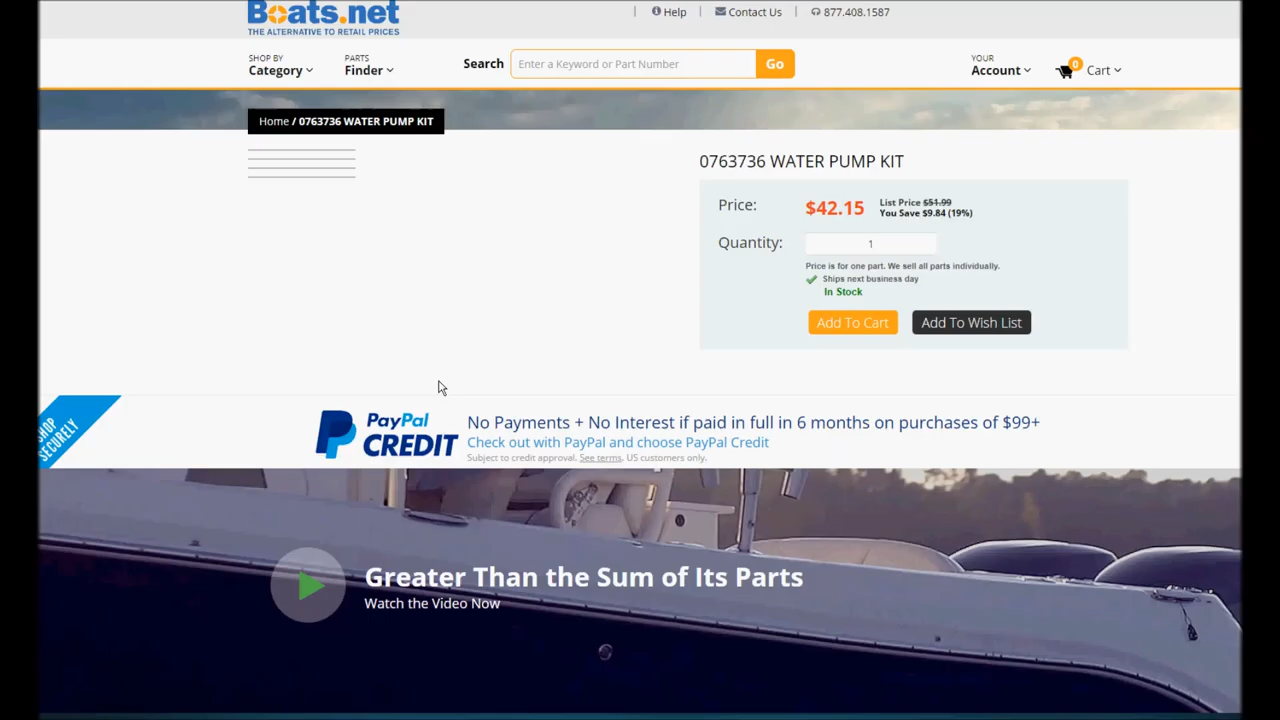 Boats.net
THE ALTERNATIVE TO RETAIL PRICES
Help
Contact Us
877.408.1587
SHOP BY
Category
PARTS
Finder
Search
Enter a Keyword or Part Number
Go
YOUR
Account
0
Cart
Home / 0763736 WATER PUMP KIT
0763736 WATER PUMP KIT
Price:
$42.15
List Price $51.99
You Save $9.84 (19%)
Quantity:
1
Price is for one part. We sell all parts individually.
Ships next business day
In Stock
Add To Cart
Add To Wish List
SHOP
SECURELY
PayPal
CREDIT
No Payments + No Interest if paid in full in 6 months on purchases of $99+
Check out with PayPal and choose PayPal Credit
Subject to credit approval. See terms. US customers only.
Greater Than the Sum of Its Parts
Watch the Video Now